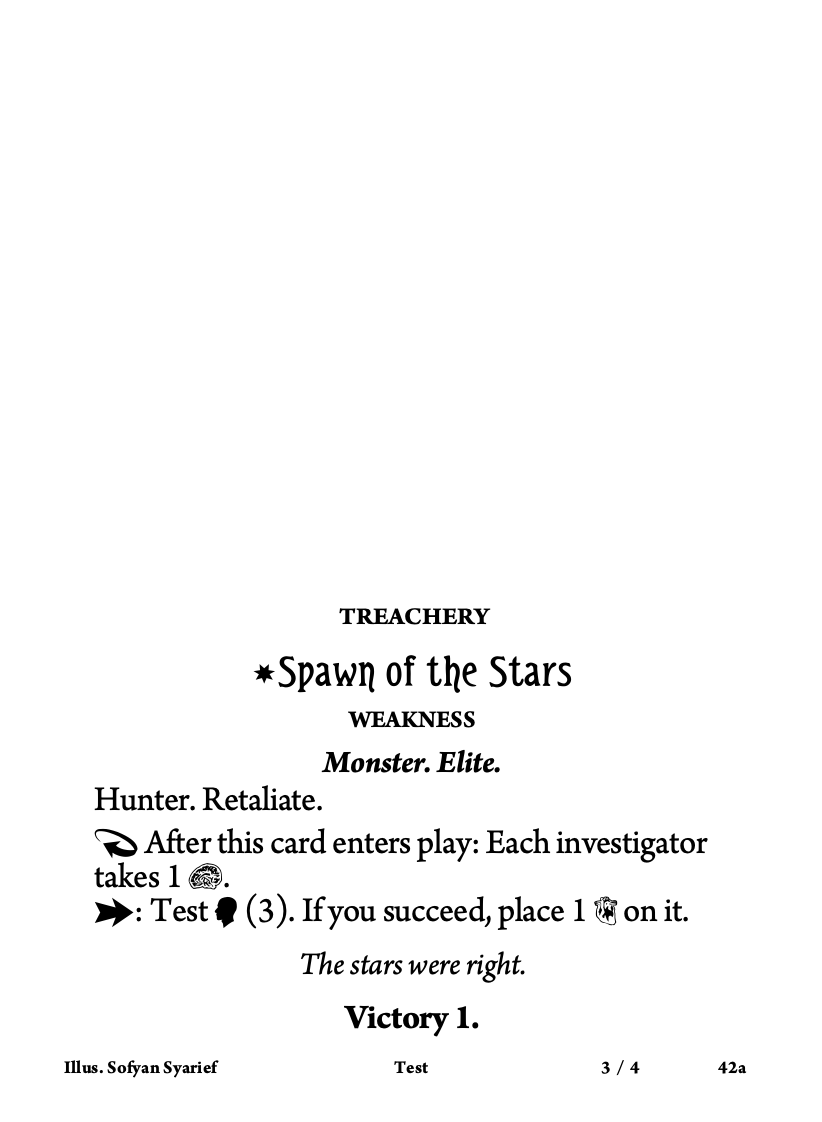 TREACHERY
✷Spawn of the Stars
WEAKNESS
Monster. Elite.
Hunter. Retaliate.
After this card enters play: Each investigator
takes 1 .
: Test (3). If you succeed, place 1 on it.
The stars were right.
Victory 1.
Illus. Sofyan Syarief Test 3 / 4 42a